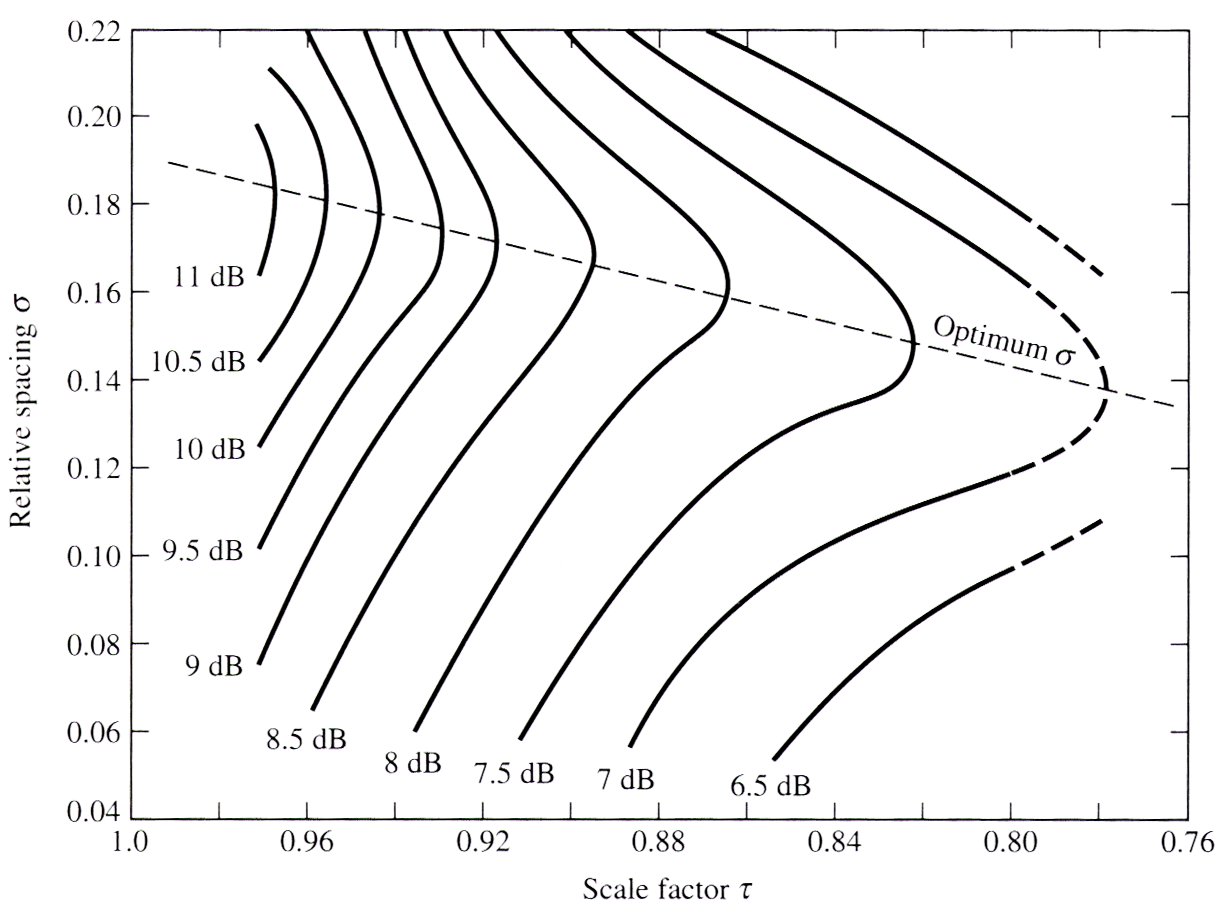 0.22
0.20
0.18
0.16
0.14
0.12
0.10
0.08
0.06
0.04
Relative spacing σ
11 dB
10.5 dB
10 dB
9.5 dB
9 dB
8.5 dB
8 dB
7.5 dB
7 dB
6.5 dB
Optimum σ
1.0 0.96 0.92 0.88 0.84 0.80 0.76
Scale factor τ